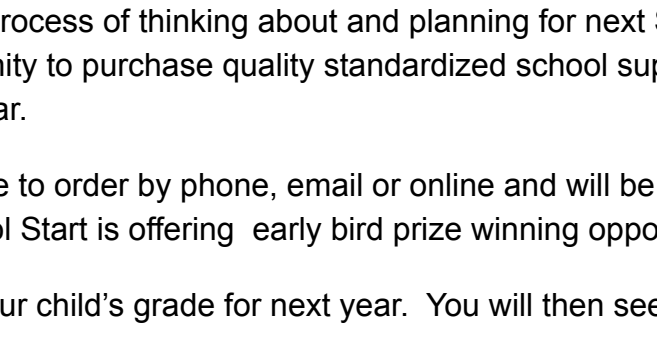 rocess of thinking about and planning for next
ity to purchase quality standardized school sup
ar.
e to order by phone, email or online and will be
ol Start is offering  early bird prize winning oppo
ur child’s grade for next year.  You will then see